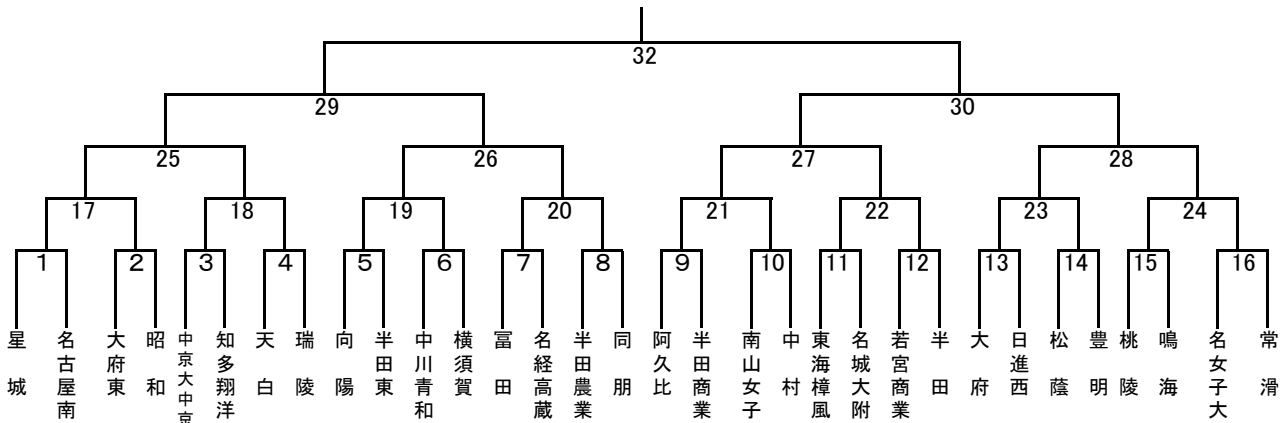 32
29
30
25
26
27
28
17
18
19
20
21
22
23
24
1
2
3
4
5
6
7
8
9
10
11
12
13
14
15
16
星城
名古屋南
大府東
昭和
中京大中京
知多翔洋
天白
瑞陵
向陽
半田東
中川青和
横須賀
冨田
名経高蔵
半田農業
同朋
阿久比
半田商業
南山女子
中村
東海樟風
名城大附
若宮商業
半田
大府
日進西
松蔭
豊明
桃陵
鳴海
名女子大
常滑